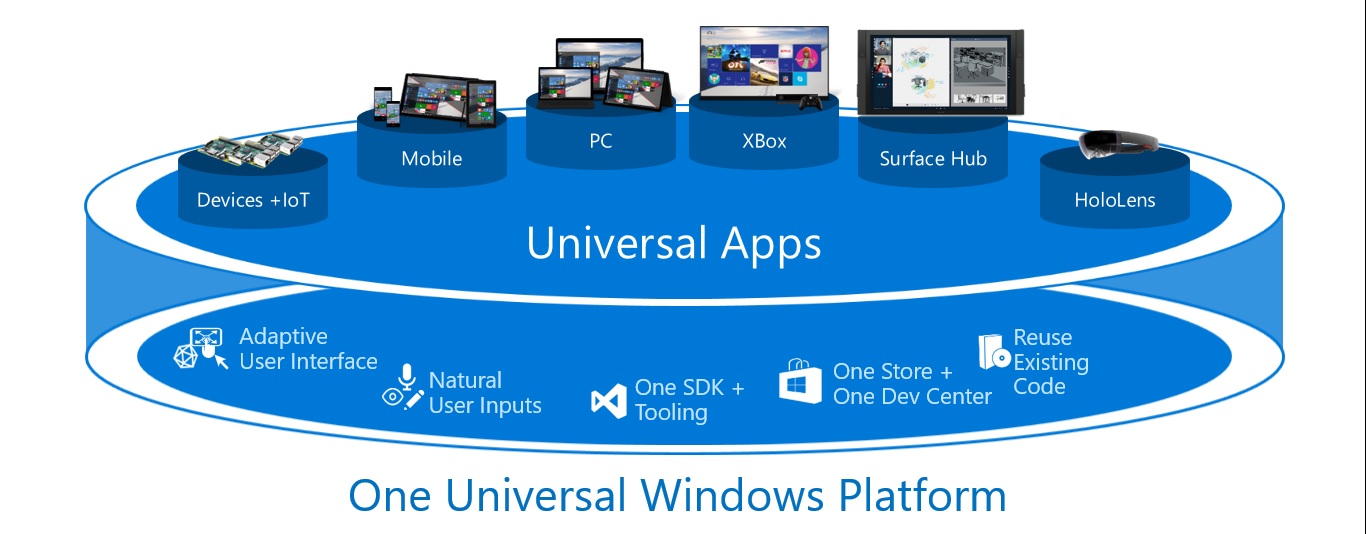 Devices +IoT
Mobile
PC
XBox
Surface Hub
HoloLens
Universal Apps
Adaptive
User Interface
Natural
User Inputs
One SDK +
Tooling
One Store +
One Dev Center
Reuse
Existing
Code
One Universal Windows Platform